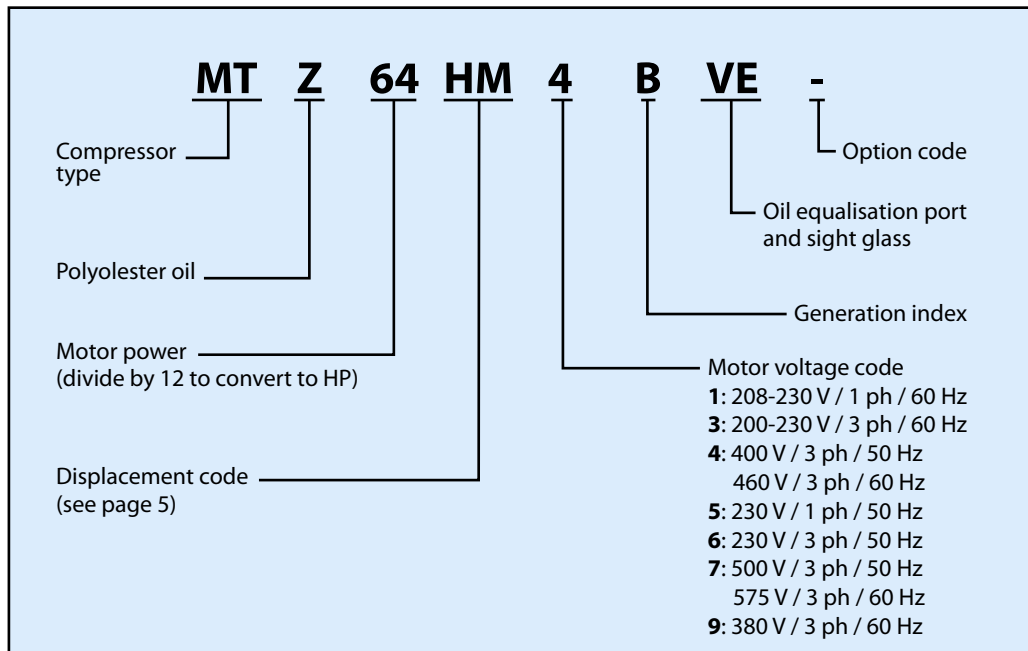 MT Z 64 HM 4 B VE -
Compressor
type
Option code
Oil equalisation port
and sight glass
Polyolester oil
Generation index
Motor power
(divide by 12 to convert to HP)
Motor voltage code
1: 208-230 V / 1 ph / 60 Hz
3: 200-230 V / 3 ph / 60 Hz
4: 400 V / 3 ph / 50 Hz
460 V / 3 ph / 60 Hz
5: 230 V / 1 ph / 50 Hz
6: 230 V / 3 ph / 50 Hz
7: 500 V / 3 ph / 50 Hz
575 V / 3 ph / 60 Hz
9: 380 V / 3 ph / 60 Hz
Displacement code
(see page 5)